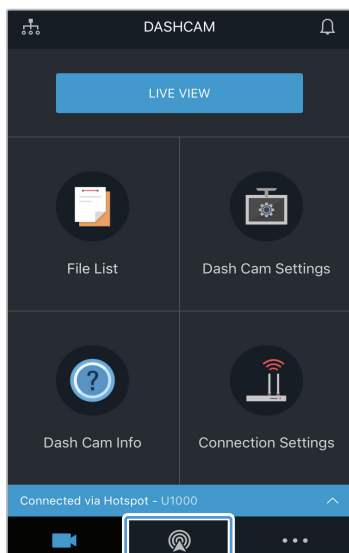 DASHCAM
LIVE VIEW
File List
Dash Cam Settings
?
Dash Cam Info
Connection Settings
Connected via Hotspot - U1000